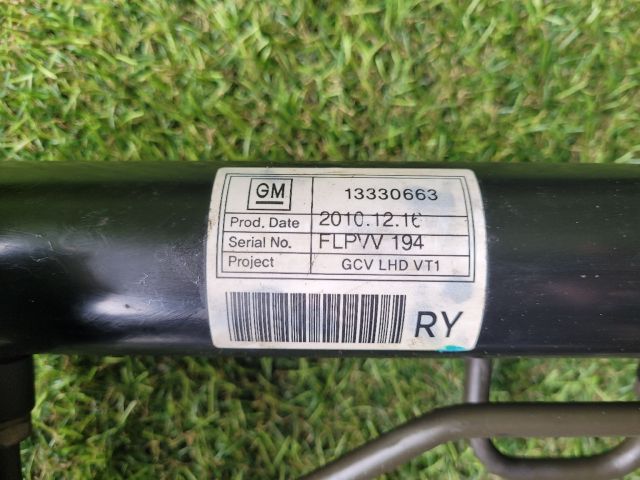 GM 13330663
Prod. Date 2010.12.16
Serial No. FLPVV 194
Project GCV LHD VT1
RY